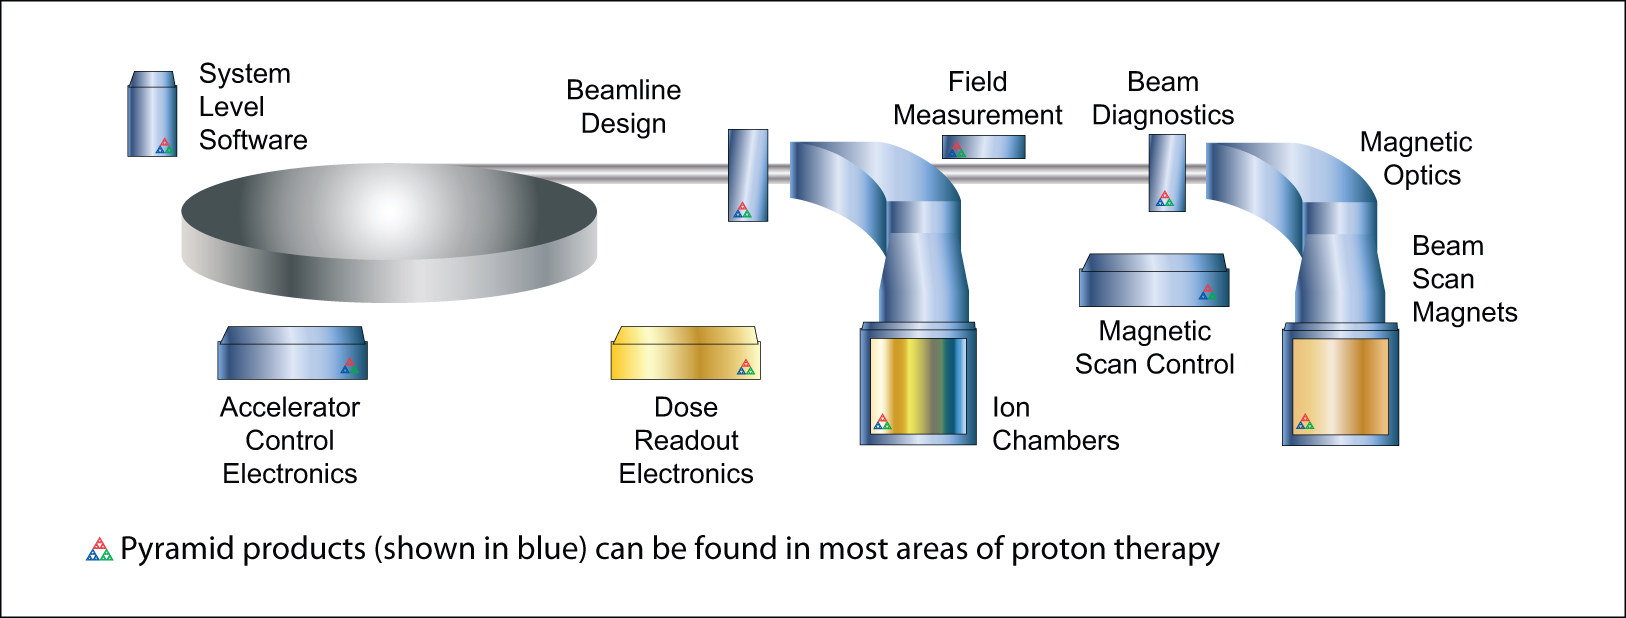 System
Level
Software
Beamline
Design
Field
Measurement
Beam
Diagnostics
Magnetic
Optics
Beam
Scan
Magnets
Magnetic
Scan Control
Accelerator
Control
Electronics
Dose
Readout
Electronics
Ion
Chambers
Pyramid products (shown in blue) can be found in most areas of proton therapy